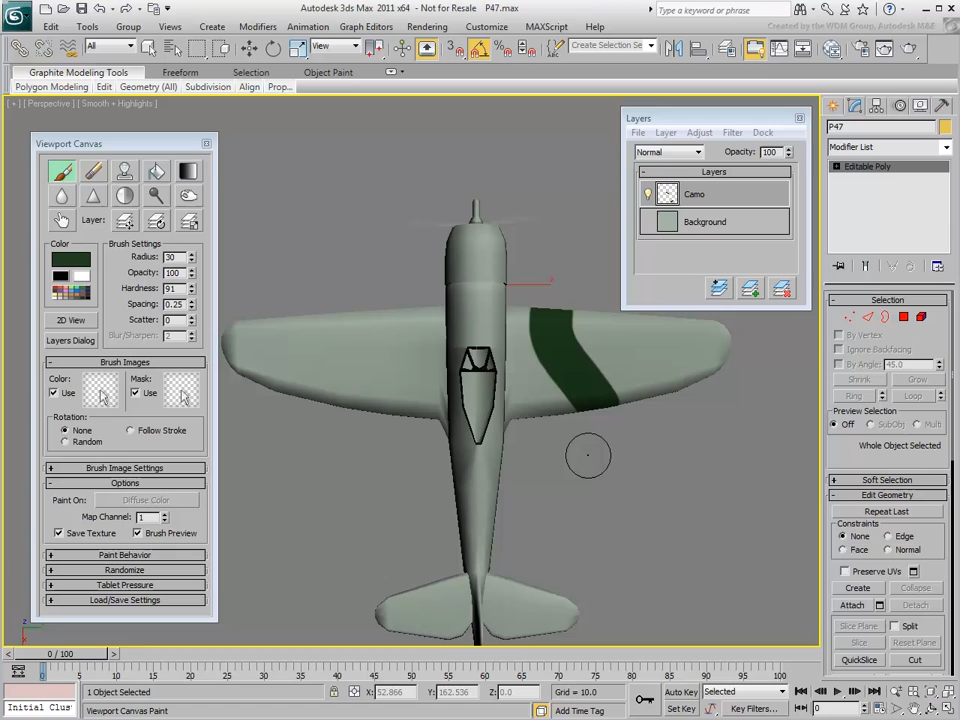 Autodesk 3ds Max 2011 x64 - Not for Resale P47.max
Type a keyword or phrase
Created by the WDM Group, Autodesk M&E
Edit Tools Group Views Create Modifiers Animation Graph Editors Rendering Customize MAXScript Help
All
View
Create Selection Se
Graphite Modeling Tools Freeform Selection Object Paint
Polygon Modeling Edit Geometry (All) Subdivision Align Prop...
[ + ] [ Perspective ] [ Smooth + Highlights ]
Viewport Canvas
Layer:
Color
Brush Settings
Radius: 30
Opacity: 100
Hardness: 91
Spacing: 0.25
Scatter: 0
Blur/Sharpen: 2
2D View
Layers Dialog
Brush Images
Color:
Use
Mask:
Use
Rotation:
None Follow Stroke
Random
Brush Image Settings
Options
Paint On: Diffuse Color
Map Channel: 1
Save Texture Brush Preview
Paint Behavior
Randomize
Tablet Pressure
Load/Save Settings
Layers
File Layer Adjust Filter Dock
Normal Opacity: 100
Layers
Camo
Background
x
z
x
P47
Modifier List
Editable Poly
Selection
By Vertex
Ignore Backfacing
By Angle: 45.0
Shrink Grow
Ring Loop
Preview Selection
Off SubObj Multi
Whole Object Selected
Soft Selection
Edit Geometry
Repeat Last
Constraints
None Edge
Face Normal
Preserve UVs
Create Collapse
Attach Detach
Slice Plane Split
Slice Reset Plane
QuickSlice Cut
0 / 100
0 5 10 15 20 25 30 35 40 45 50 55 60 65 70 75 80 85 90 95 100
Initial Clus
1 Object Selected
X: 52.866 Y: 162.536 Z: 0.0 Grid = 10.0
Viewport Canvas Paint
Add Time Tag
Auto Key Selected
Set Key Key Filters...
0